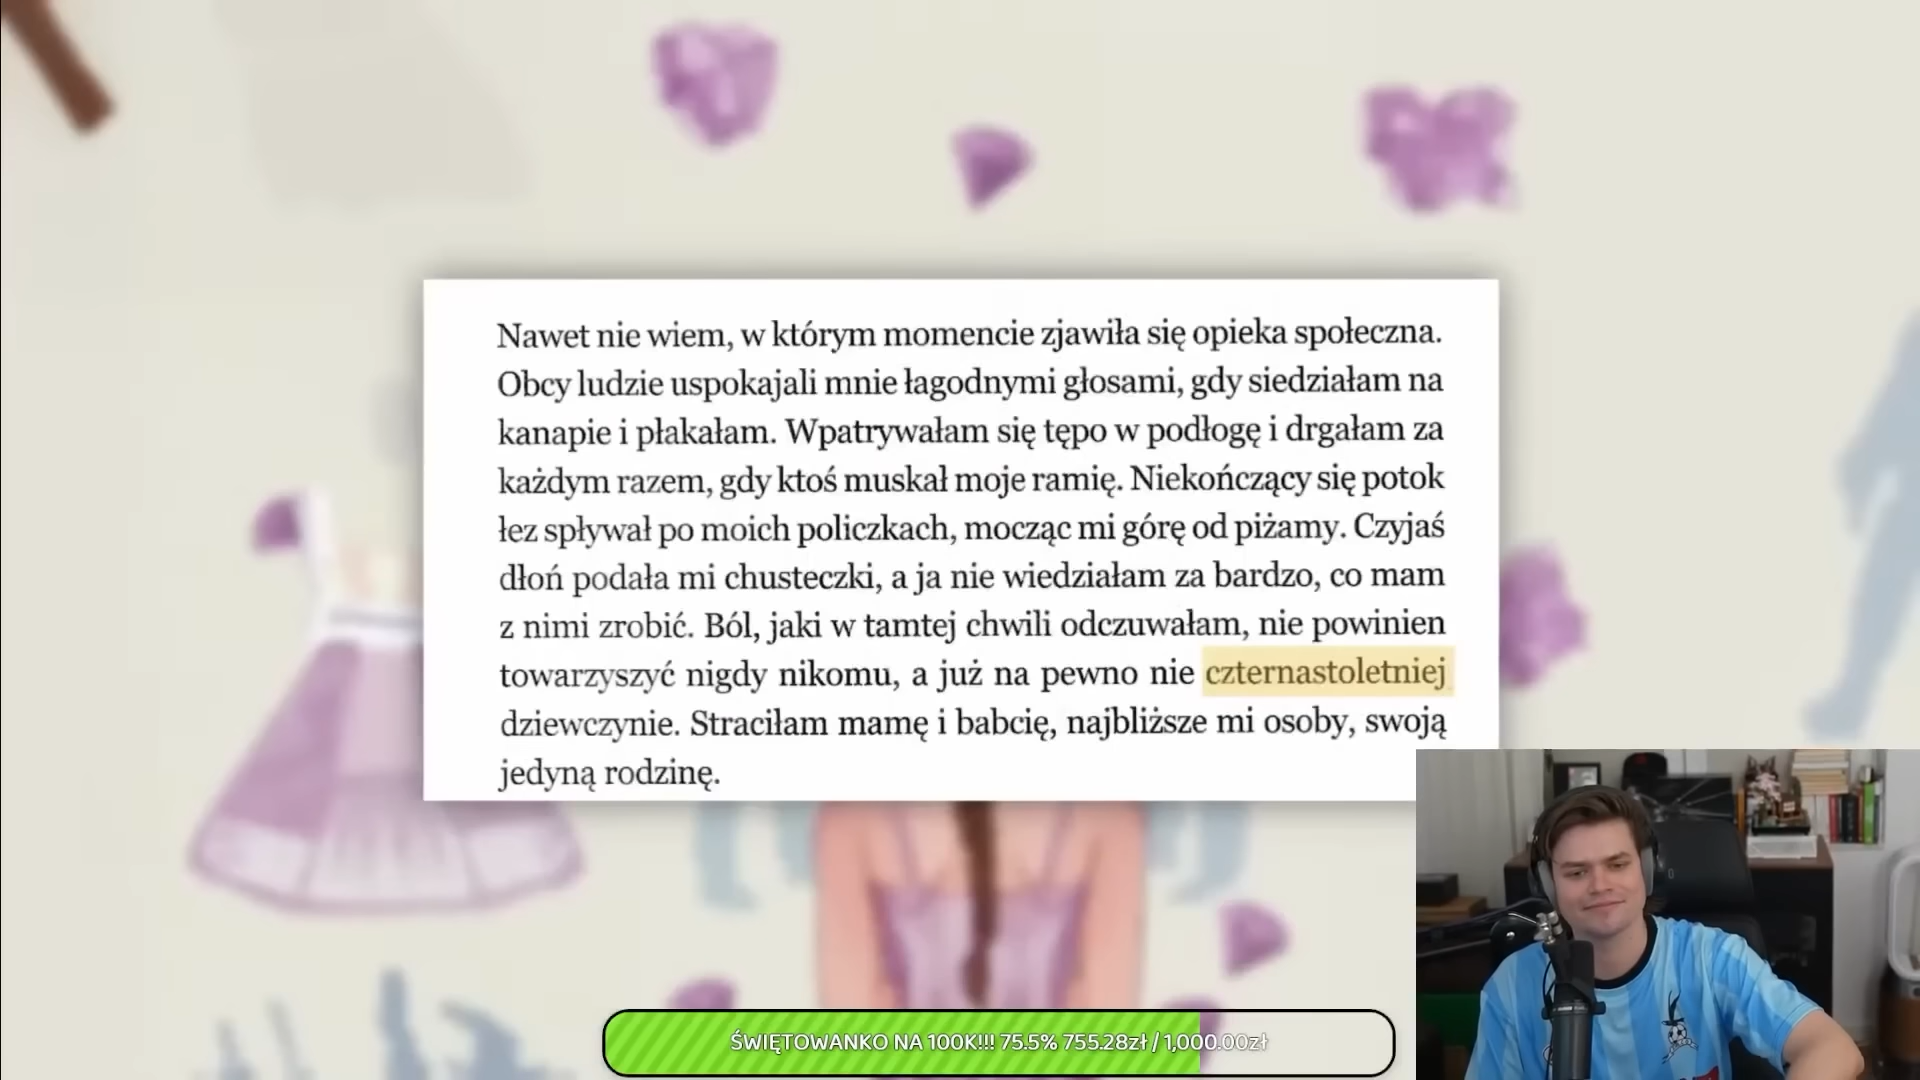 Nawet nie wiem, w którym momencie zjawiła się opieka społeczna.
Obcy ludzie uspokajali mnie łagodnymi głosami, gdy siedziałam na
kanapie i płakałam. Wpatrywałam się tępo w podłogę i drgałam za
każdym razem, gdy ktoś muskał moje ramię. Niekończący się potok
łez spływał po moich policzkach, mocząc mi górę od piżamy. Czyjaś
dłoń podała mi chusteczki, a ja nie wiedziałam za bardzo, co mam
z nimi zrobić. Ból, jaki w tamtej chwili odczuwałam, nie powinien
towarzyszyć nigdy nikomu, a już na pewno nie czternastoletniej
dziewczynie. Straciłam mamę i babcię, najbliższe mi osoby, swoją
jedyną rodzinę.
ŚWIĘTOWANKO NA 100K!!! 75.5% 755.28zł / 1,000.00zł